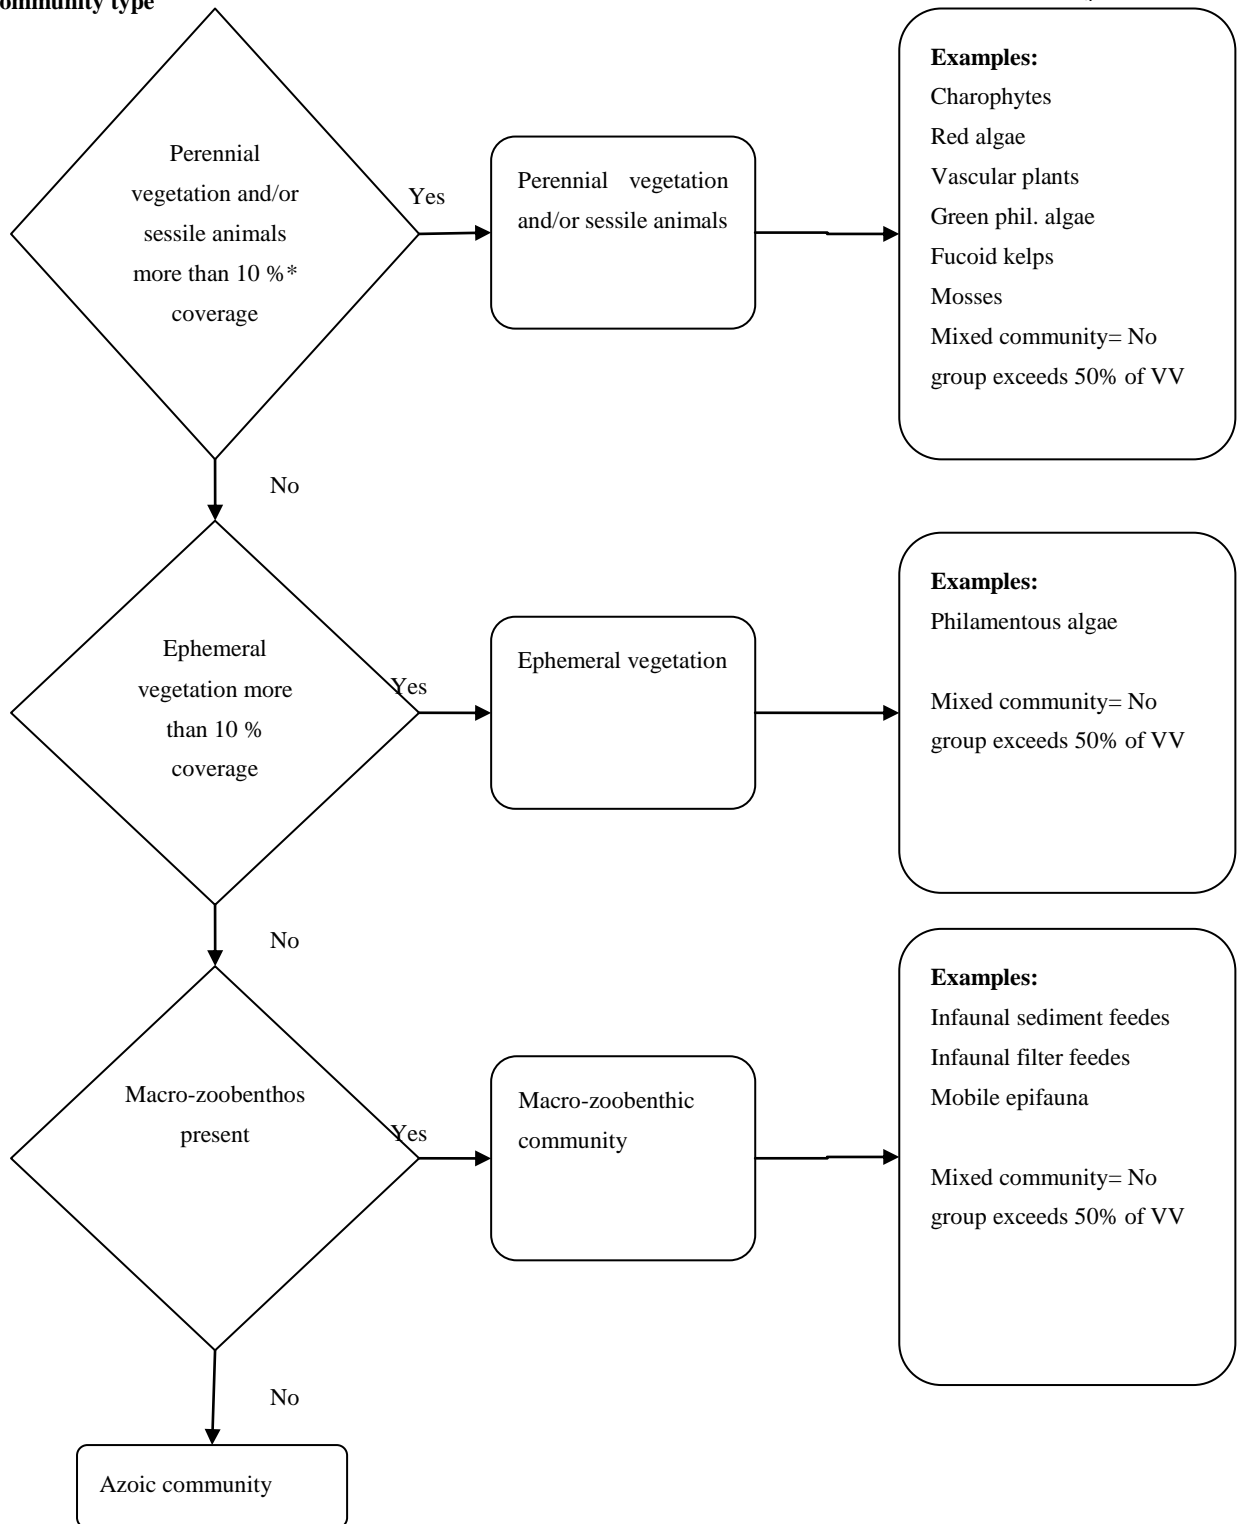 ommunity type
Perennial
vegetation and/or
sessile animals
more than 10 %*
coverage
Yes
Perennial vegetation
and/or sessile animals
Examples:
Charophytes
Red algae
Vascular plants
Green phil. algae
Fucoid kelps
Mosses
Mixed community= No
group exceeds 50% of VV
No
Ephemeral
vegetation more
than 10 %
coverage
Yes
Ephemeral vegetation
Examples:
Philamentous algae
Mixed community= No
group exceeds 50% of VV
No
Macro-zoobenthos
present
Yes
Macro-zoobenthic
community
Examples:
Infaunal sediment feedes
Infaunal filter feedes
Mobile epifauna
Mixed community= No
group exceeds 50% of VV
No
Azoic community